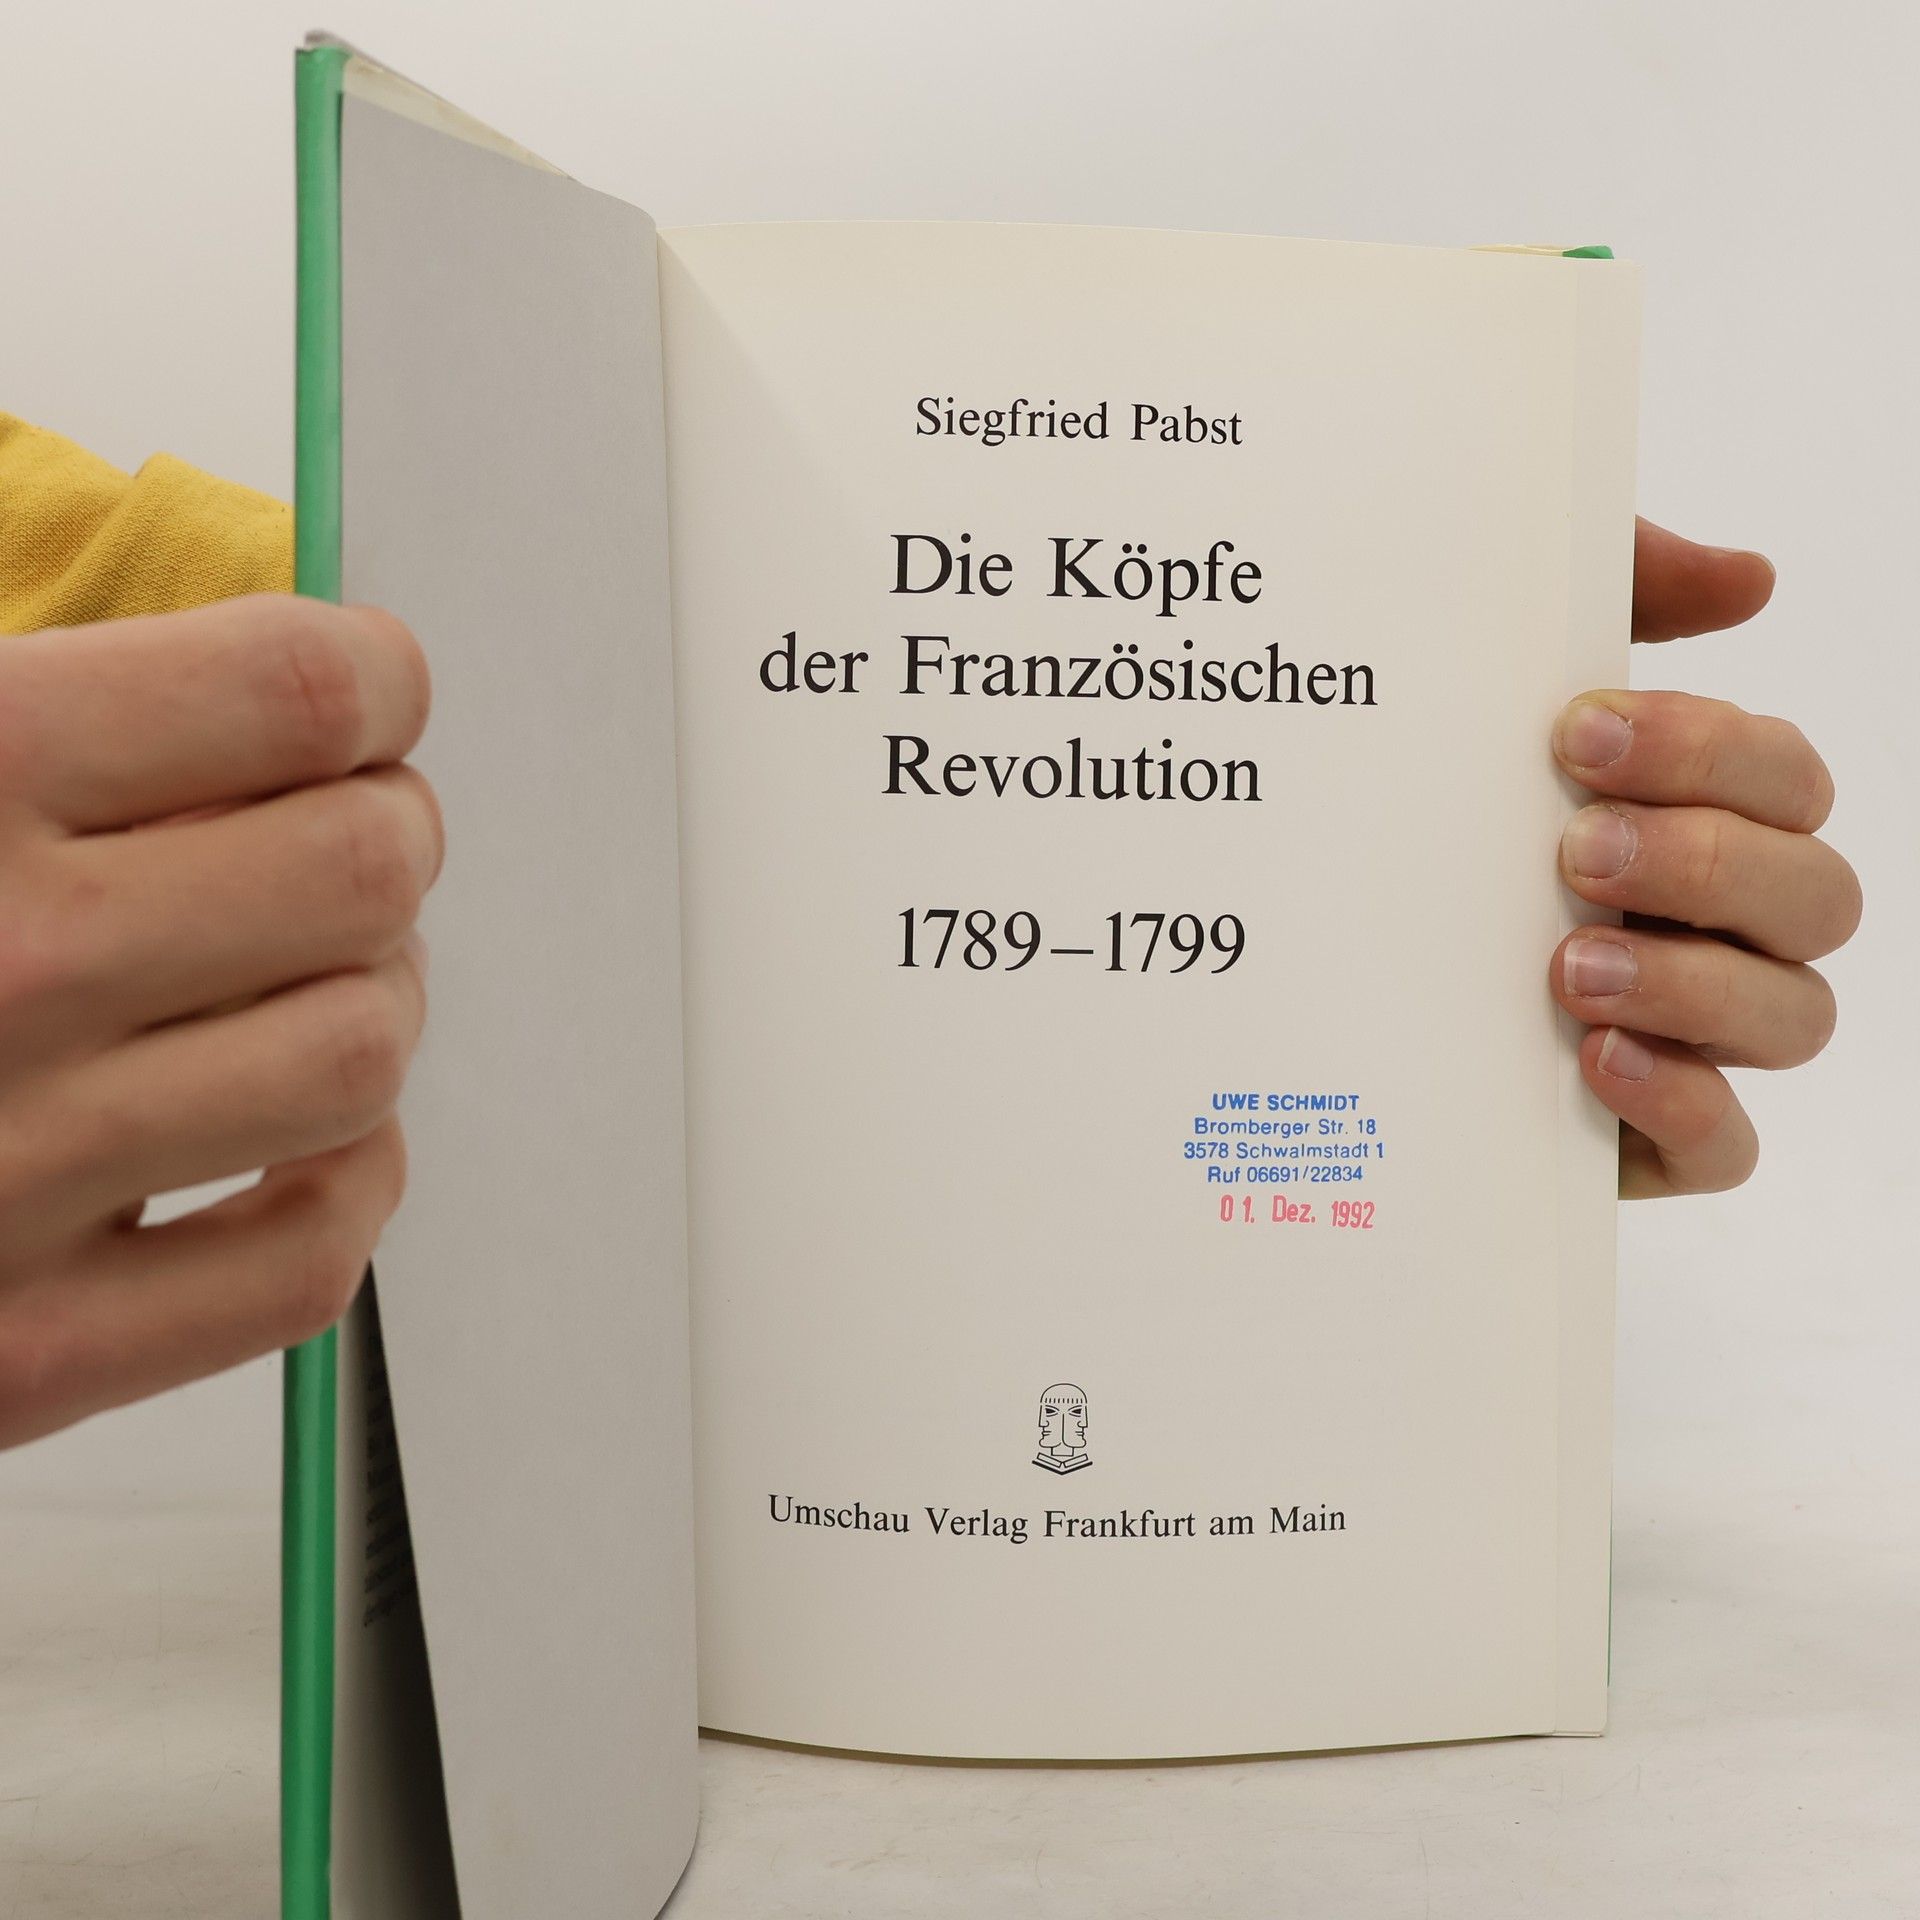 Siegfried Pabst
Die Köpfe
der Französischen
Revolution
1789–1799
UWE SCHMIDT
Bromberger Str. 18
3578 Schwalmstadt 1
Ruf 06691/22834
01. Dez. 1992
Umschau Verlag Frankfurt am Main